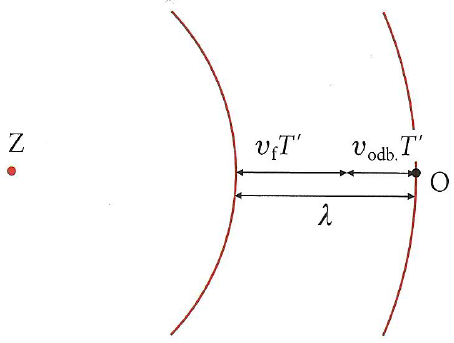 Z
v_f T′ v_odb. T′
O
λ